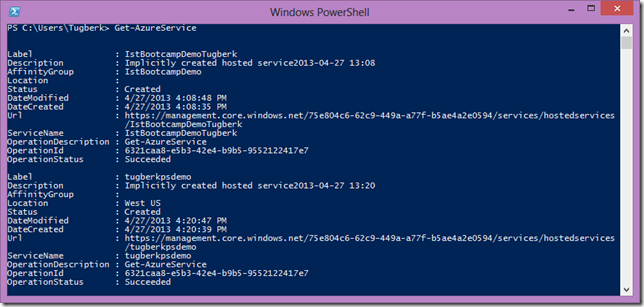 Windows PowerShell
PS C:\Users\Tugberk> Get-AzureService
Label : IstBootcampDemoTugberk
Description : Implicitly created hosted service2013-04-27 13:08
AffinityGroup : IstBootcampDemo
Location :
Status : Created
DateModified : 4/27/2013 4:08:48 PM
DateCreated : 4/27/2013 4:08:35 PM
Url : https://management.core.windows.net/75e804c6-62c9-449a-a77f-b5ae4a2e0594/services/hostedservices
/IstBootcampDemoTugberk
ServiceName : IstBootcampDemoTugberk
OperationDescription : Get-AzureService
OperationId : 6321caa8-e5b3-42e4-b9b5-9552122417e7
OperationStatus : Succeeded
Label : tugberkpsdemo
Description : Implicitly created hosted service2013-04-27 13:20
AffinityGroup :
Location : West US
Status : Created
DateModified : 4/27/2013 4:20:47 PM
DateCreated : 4/27/2013 4:20:39 PM
Url : https://management.core.windows.net/75e804c6-62c9-449a-a77f-b5ae4a2e0594/services/hostedservices
/tugberkpsdemo
ServiceName : tugberkpsdemo
OperationDescription : Get-AzureService
OperationId : 6321caa8-e5b3-42e4-b9b5-9552122417e7
OperationStatus : Succeeded